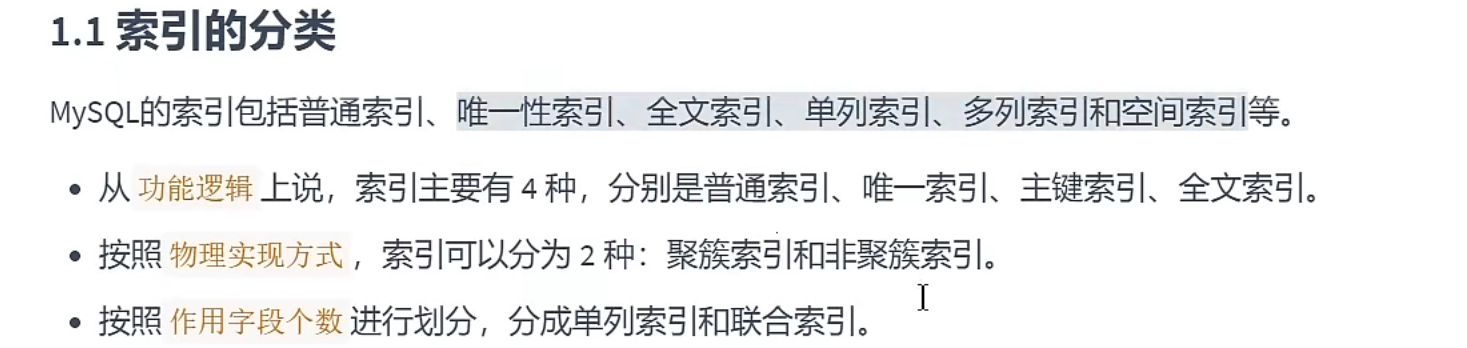 1.1 索引的分类
MySQL的索引包括普通索引、唯一性索引、全文索引、单列索引、多列索引和空间索引等。
• 从 功能逻辑 上说，索引主要有 4 种，分别是普通索引、唯一索引、主键索引、全文索引。
• 按照 物理实现方式 ，索引可以分为 2 种：聚簇索引和非聚簇索引。
• 按照 作用字段个数 进行划分，分成单列索引和联合索引。